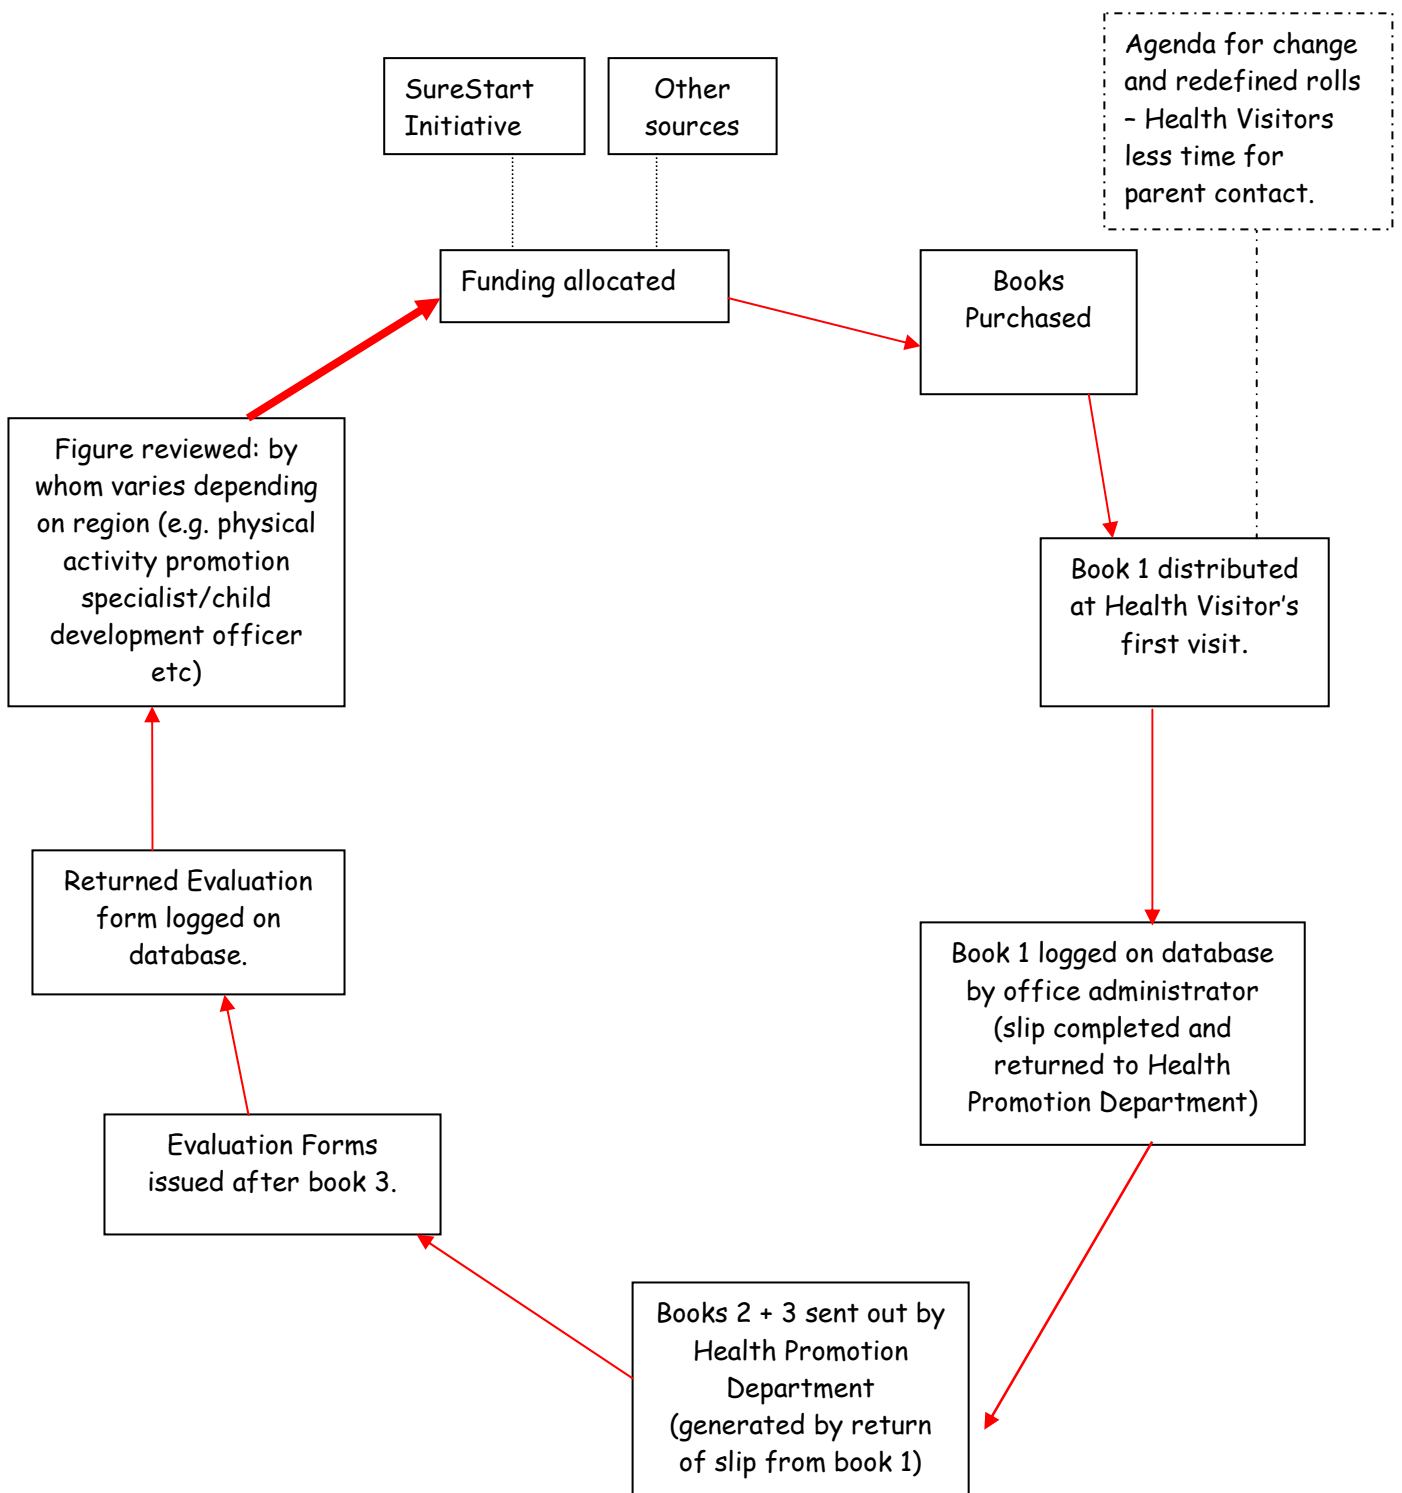 SureStart
Initiative
Other
sources
Agenda for change
and redefined rolls
– Health Visitors
less time for
parent contact.
Funding allocated
Books
Purchased
Figure reviewed: by
whom varies depending
on region (e.g. physical
activity promotion
specialist/child
development officer
etc)
Book 1 distributed
at Health Visitor’s
first visit.
Returned Evaluation
form logged on
database.
Book 1 logged on database
by office administrator
(slip completed and
returned to Health
Promotion Department)
Evaluation Forms
issued after book 3.
Books 2 + 3 sent out by
Health Promotion
Department
(generated by return
of slip from book 1)